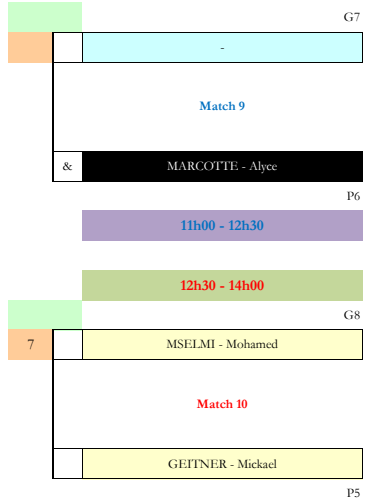 G7
-
Match 9
& MARCOTTE - Alyce
P6
11h00 - 12h30
12h30 - 14h00
G8
7 MSELMI - Mohamed
Match 10
GEITNER - Mickael
P5